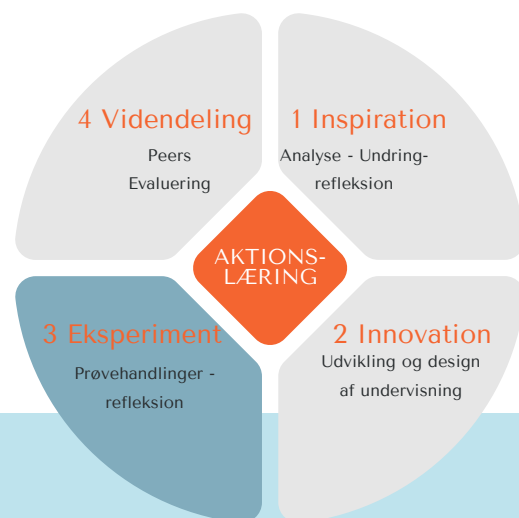 4 Videndeling
Peers
Evaluering
1 Inspiration
Analyse - Undring-
refleksion
AKTIONS-
LÆRING
3 Eksperiment
Prøvehandlinger -
refleksion
2 Innovation
Udvikling og design
af undervisning